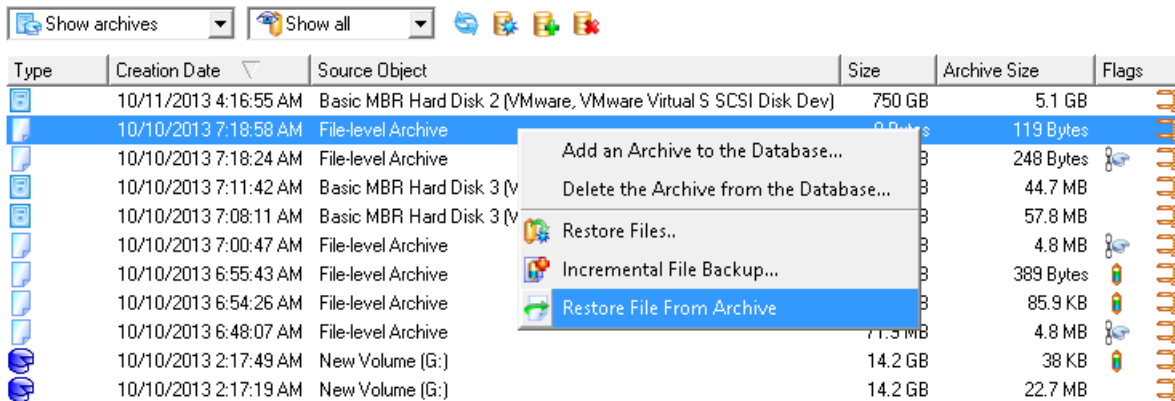 Show archives Show all
Type Creation Date Source Object Size Archive Size Flags
10/11/2013 4:16:55 AM Basic MBR Hard Disk 2 (VMware, VMware Virtual S SCSI Disk Dev) 750 GB 5.1 GB
10/10/2013 7:18:58 AM File-level Archive 119 Bytes
Add an Archive to the Database...
10/10/2013 7:18:24 AM File-level Archive 248 Bytes
Delete the Archive from the Database...
10/10/2013 7:11:42 AM Basic MBR Hard Disk 3 44.7 MB
10/10/2013 7:08:11 AM Basic MBR Hard Disk 3 57.8 MB
Restore Files..
10/10/2013 7:00:47 AM File-level Archive 4.8 MB
Incremental File Backup...
10/10/2013 6:55:43 AM File-level Archive 389 Bytes
10/10/2013 6:54:26 AM File-level Archive 85.9 KB
Restore File From Archive
10/10/2013 6:48:07 AM File-level Archive 4.8 MB
10/10/2013 2:17:49 AM New Volume (G:) 14.2 GB 38 KB
10/10/2013 2:17:19 AM New Volume (G:) 14.2 GB 22.7 MB